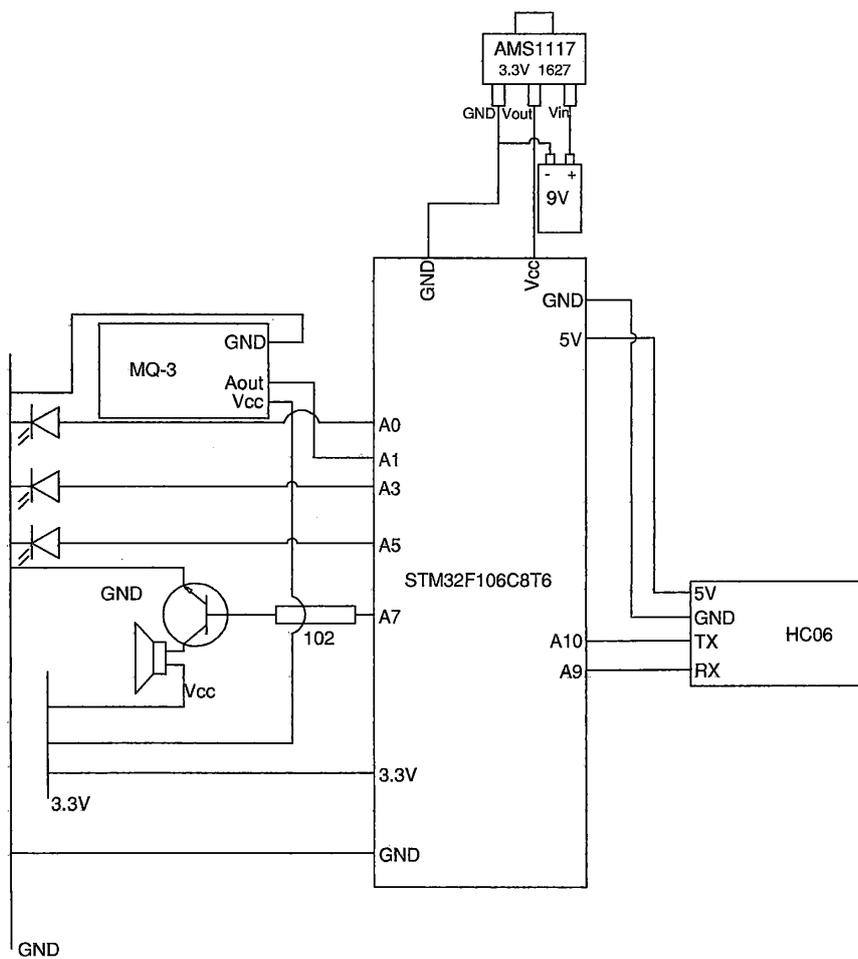 AMS1117
3.3V 1627
GND Vout Vin
- +
9V
GND
Vcc
GND
5V
GND
MQ-3
Aout
Vcc
A0
A1
A3
A5
STM32F106C8T6
GND
A7
102
Vcc
5V
GND
TX
RX
HC06
A10
A9
3.3V
3.3V
GND
GND